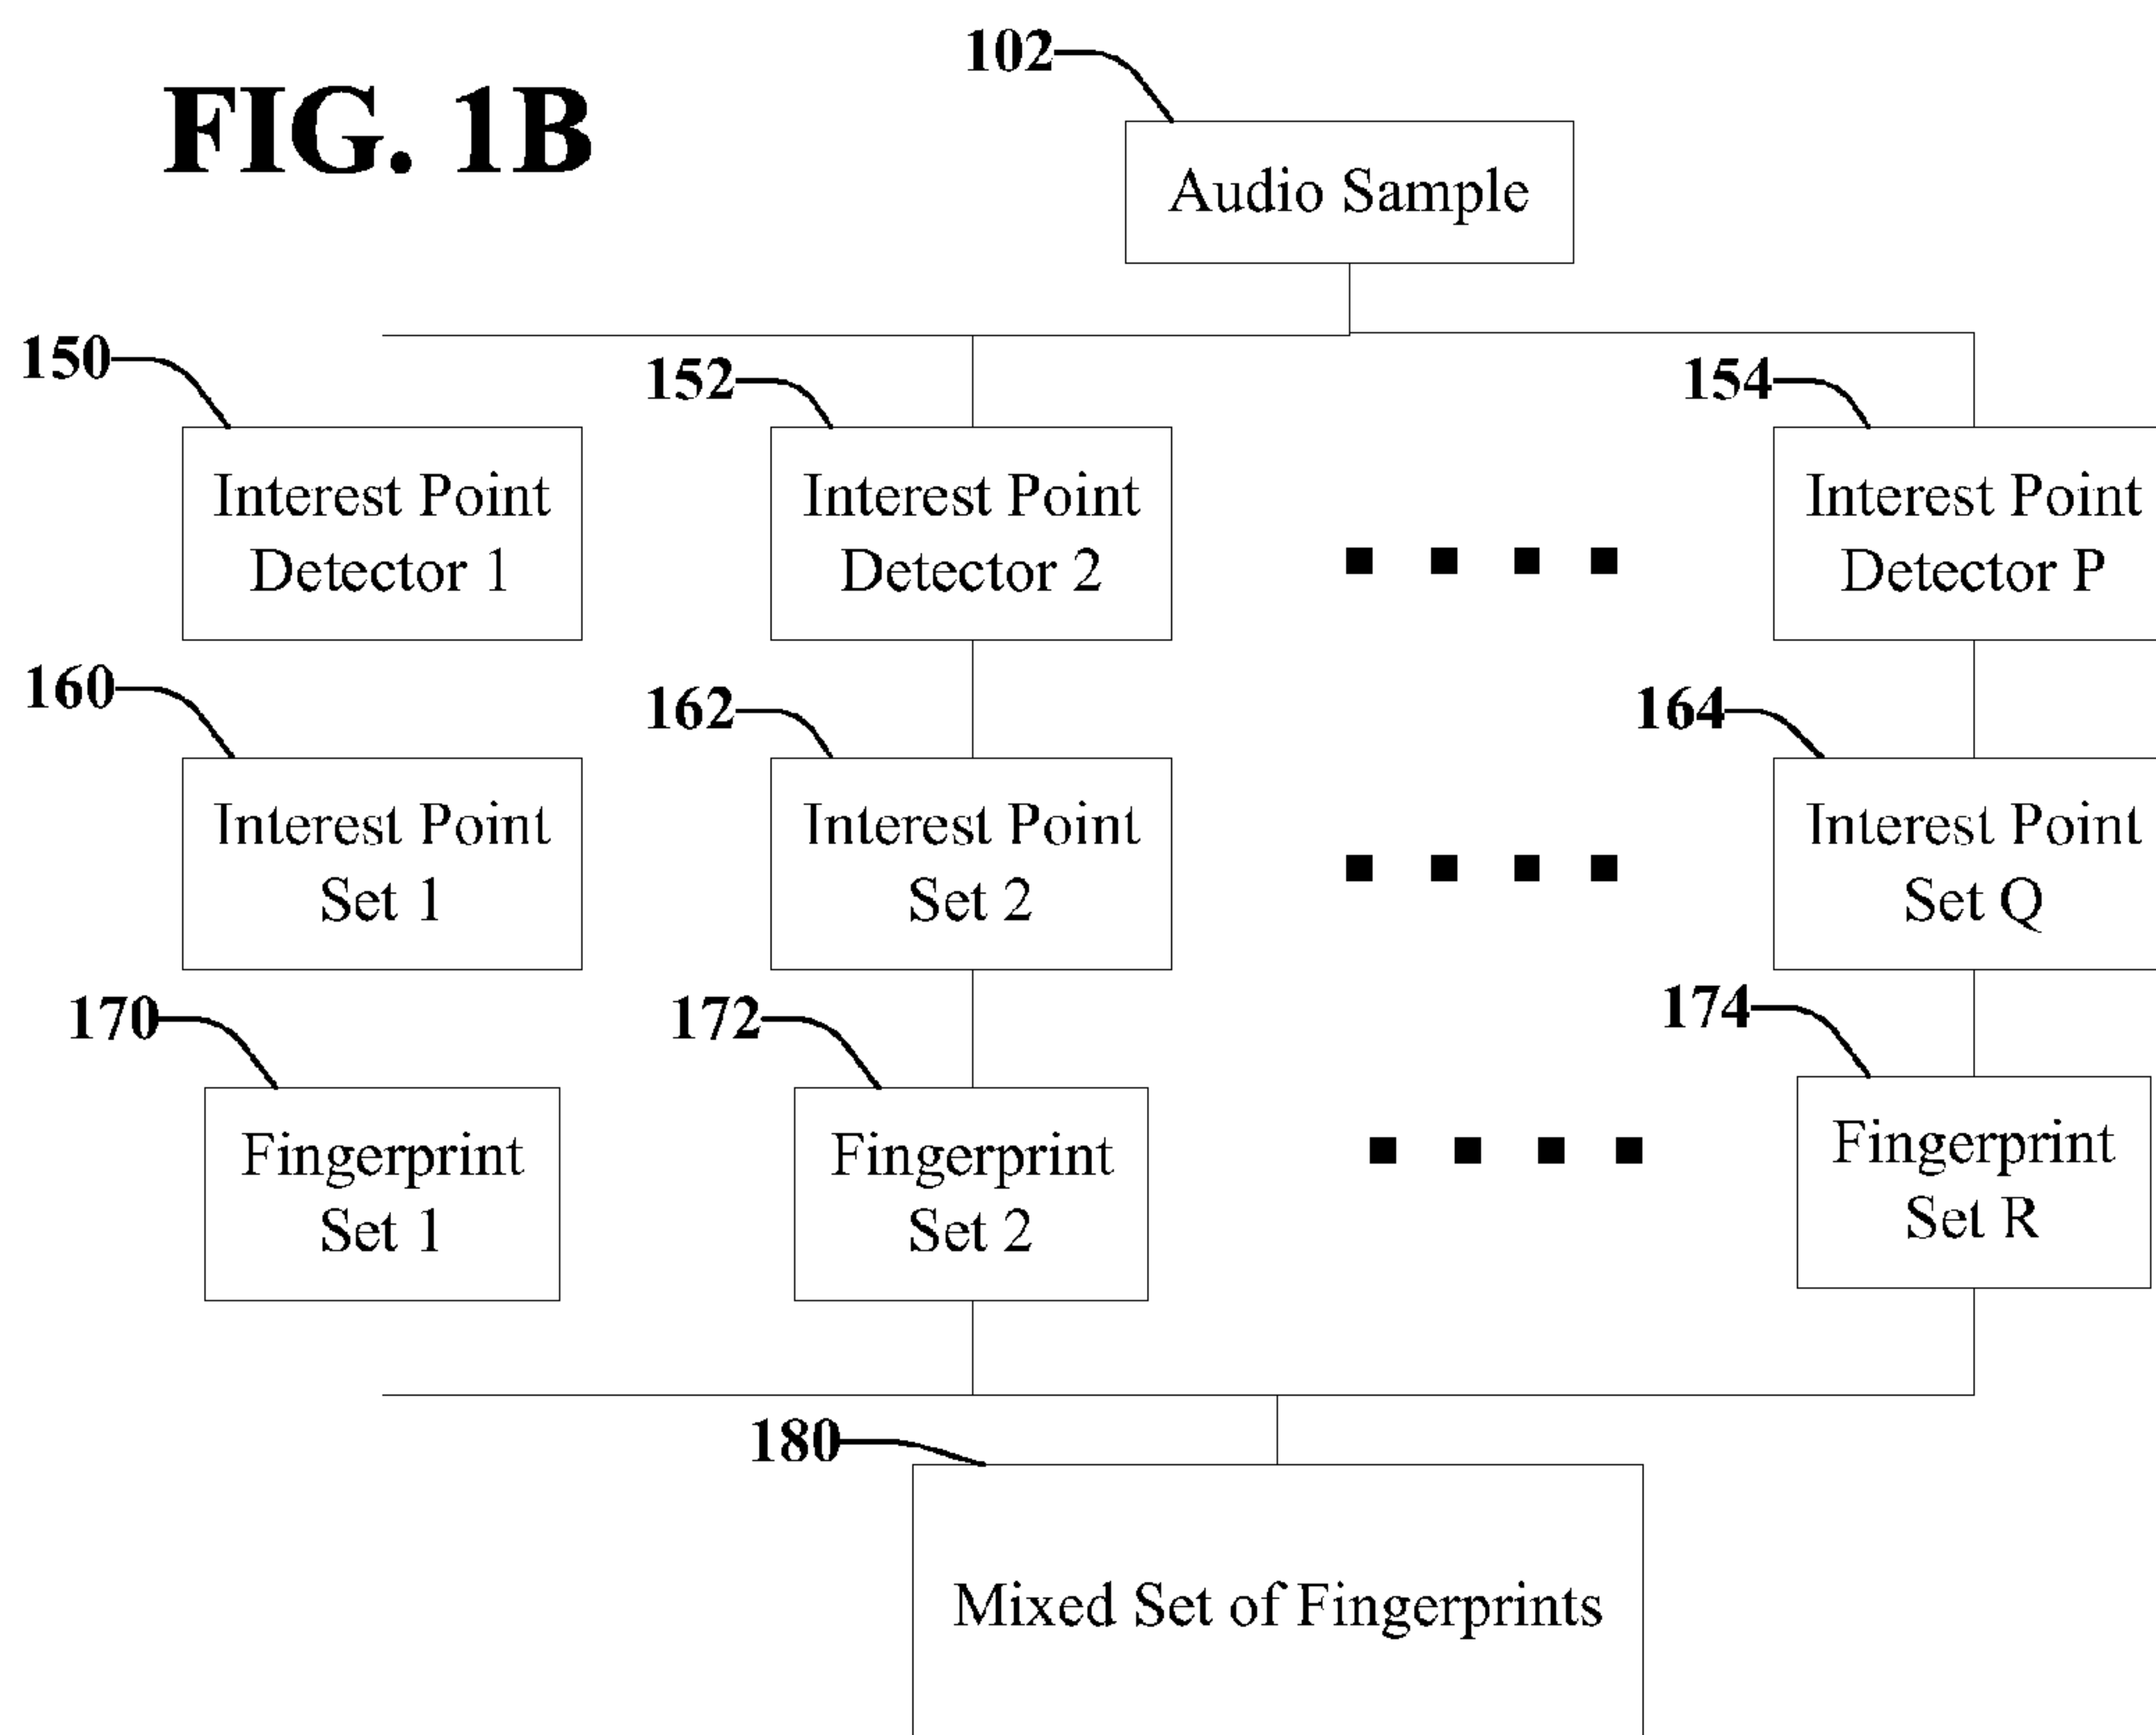 FIG. 1B
102
Audio Sample
150
152
154
Interest Point
Detector 1
Interest Point
Detector 2
Interest Point
Detector P
160
162
164
Interest Point
Set 1
Interest Point
Set 2
Interest Point
Set Q
170
172
174
Fingerprint
Set 1
Fingerprint
Set 2
Fingerprint
Set R
180
Mixed Set of Fingerprints